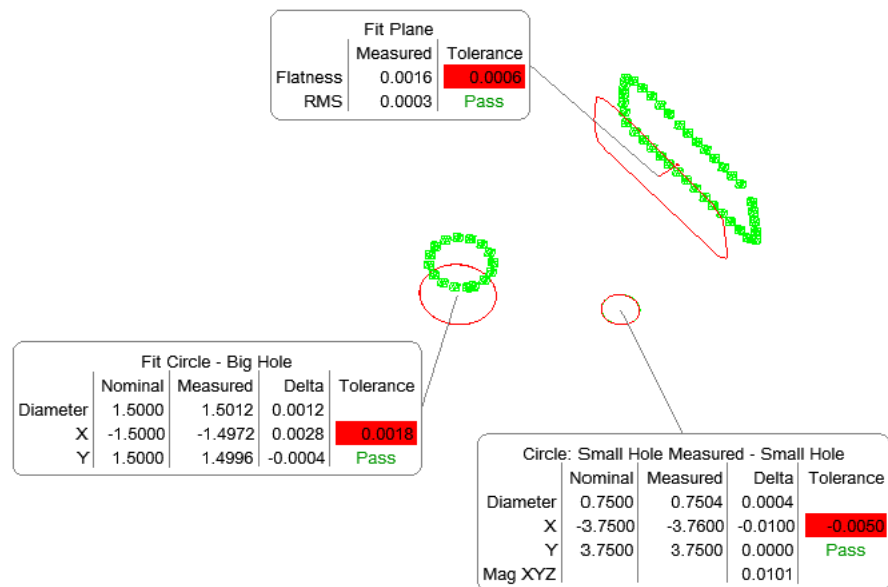 Fit Plane
Measured Tolerance
Flatness 0.0016 0.0006
RMS 0.0003 Pass
Fit Circle - Big Hole
Nominal Measured Delta Tolerance
Diameter 1.5000 1.5012 0.0012
X -1.5000 -1.4972 0.0028 0.0018
Y 1.5000 1.4996 -0.0004 Pass
Circle: Small Hole Measured - Small Hole
Nominal Measured Delta Tolerance
Diameter 0.7500 0.7504 0.0004
X -3.7500 -3.7600 -0.0100 -0.0050
Y 3.7500 3.7500 0.0000 Pass
Mag XYZ 0.0101